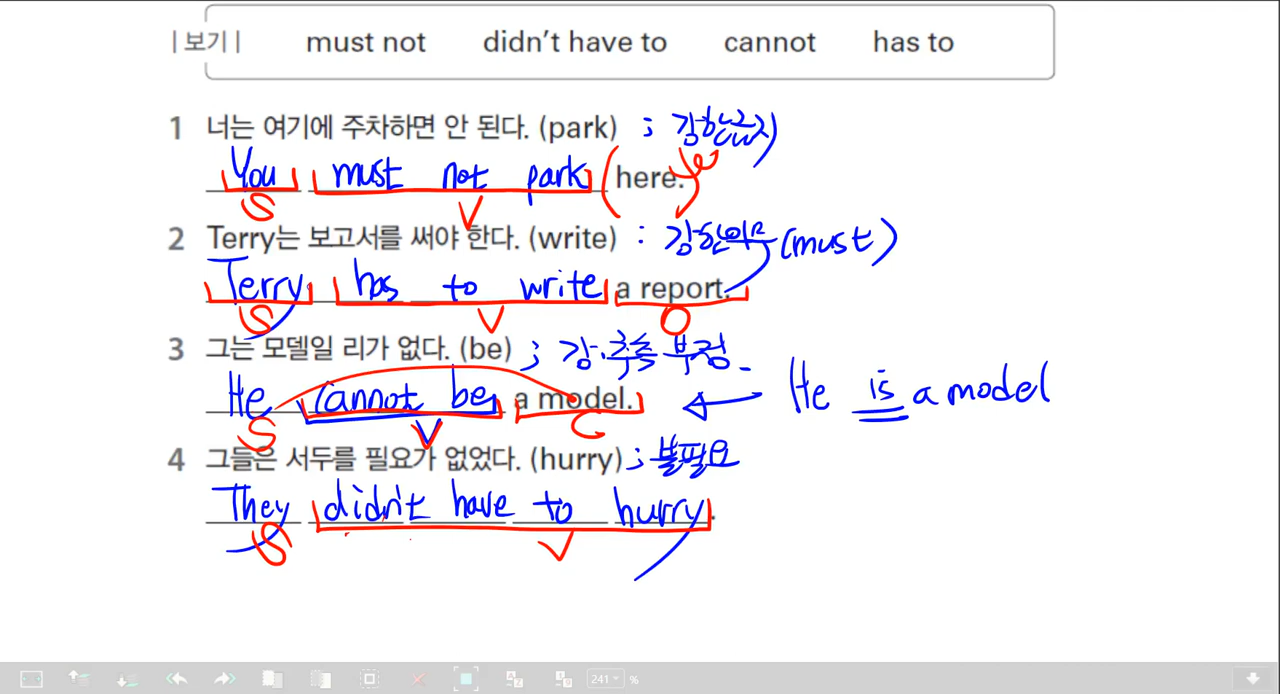 |보기| must not didn't have to cannot has to
1 너는 여기에 주차하면 안 된다. (park) ; 강한금지
You must not park (here.)
S V
2 Terry는 보고서를 써야 한다. (write) : 강한의무 (must)
Terry has to write a report.
S V O
3 그는 모델일 리가 없다. (be) ; 강.추측 부정
He cannot be a model. ← He is a model
S V C
4 그들은 서두를 필요가 없었다. (hurry) ; 불필요
They didn't have to hurry.
S V
241 %